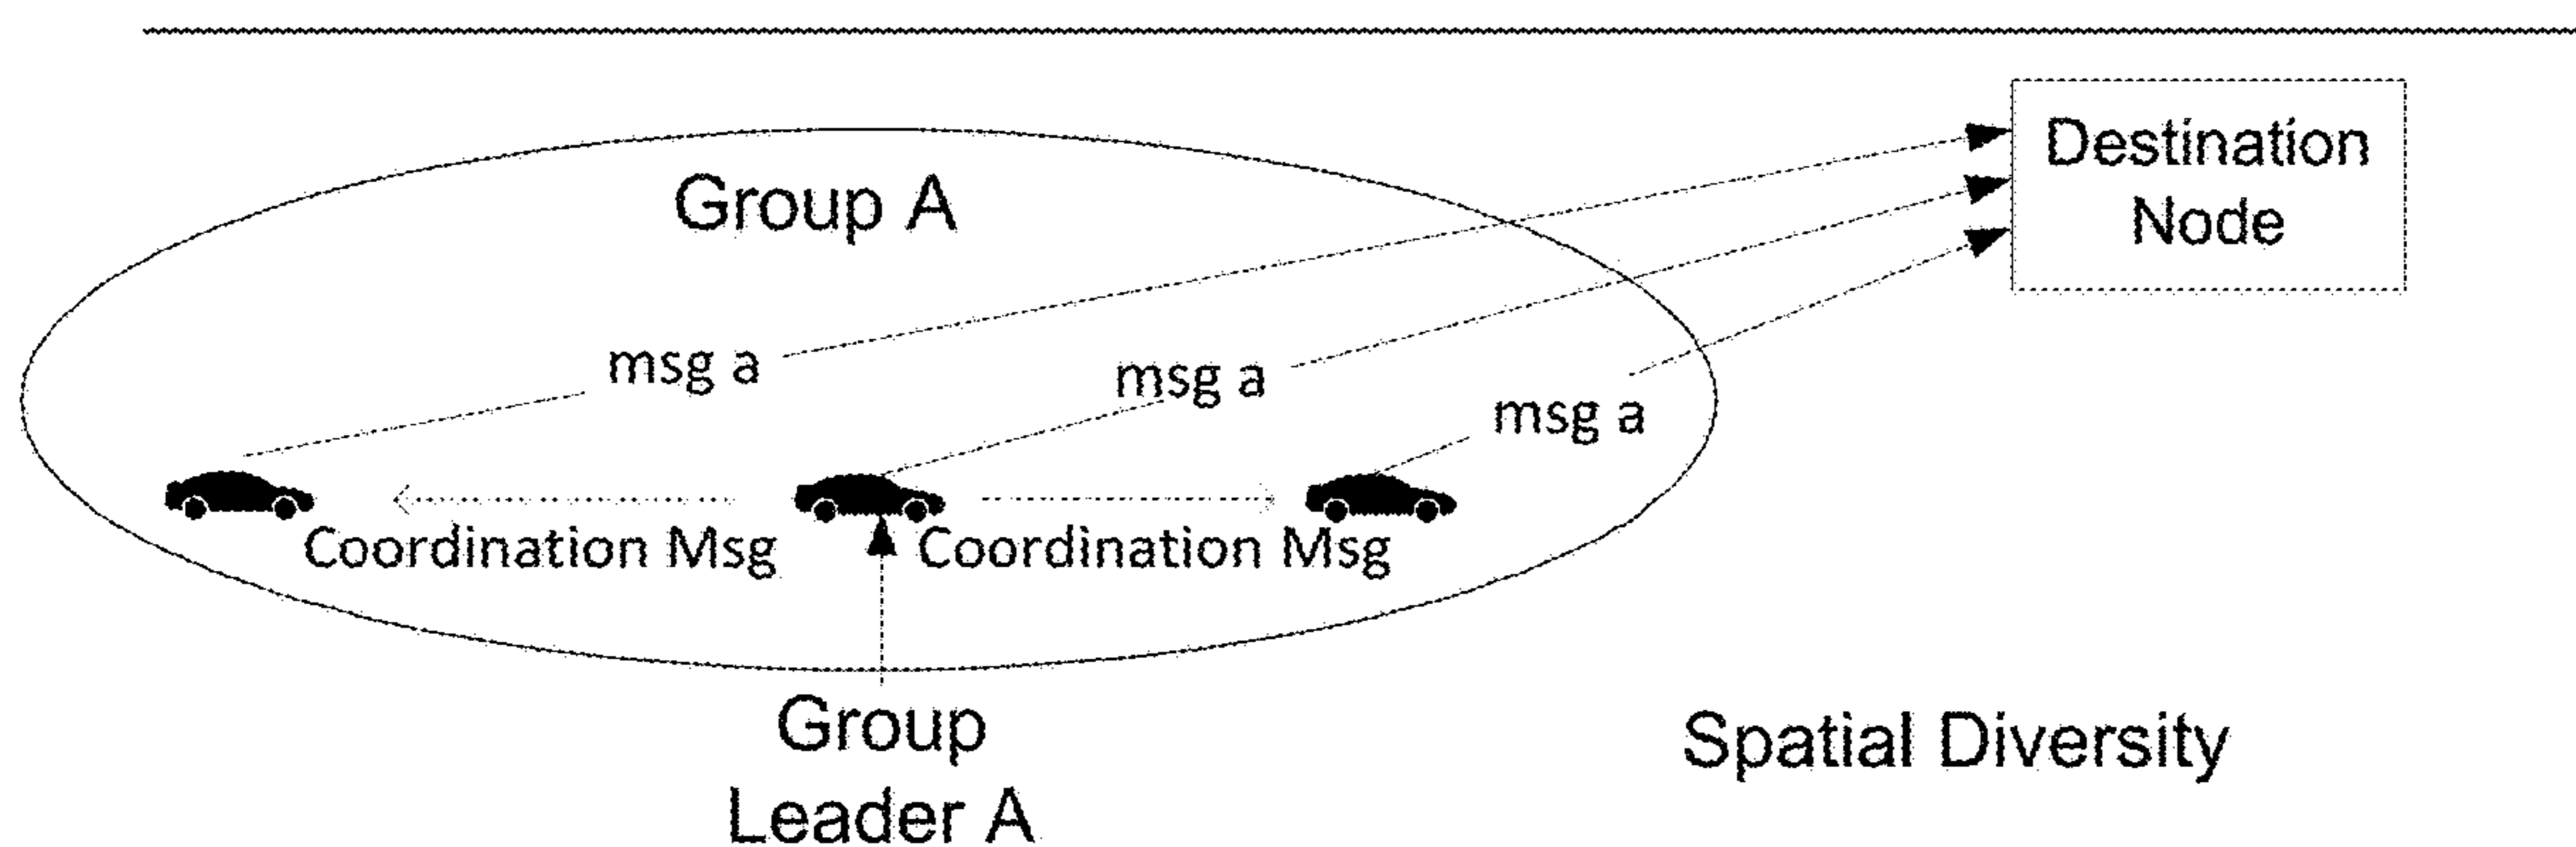 Destination
Node
Group A
msg a
msg a
msg a
Coordination Msg
Coordination Msg
Group
Leader A
Spatial Diversity